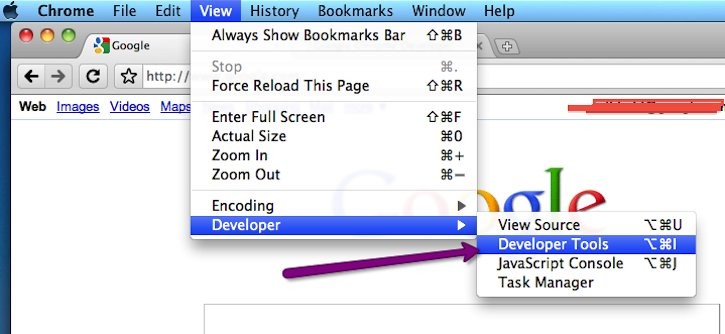 Chrome File Edit View History Bookmarks Window Help
Google
Always Show Bookmarks Bar ⇧⌘B
Stop ⌘.
http://
Force Reload This Page ⇧⌘R
Web Images Videos Maps
Enter Full Screen ⇧⌘F
Actual Size ⌘0
Zoom In ⌘+
Zoom Out ⌘−
Encoding
Google
Developer
View Source ⌥⌘U
Developer Tools ⌥⌘I
JavaScript Console ⌥⌘J
Task Manager